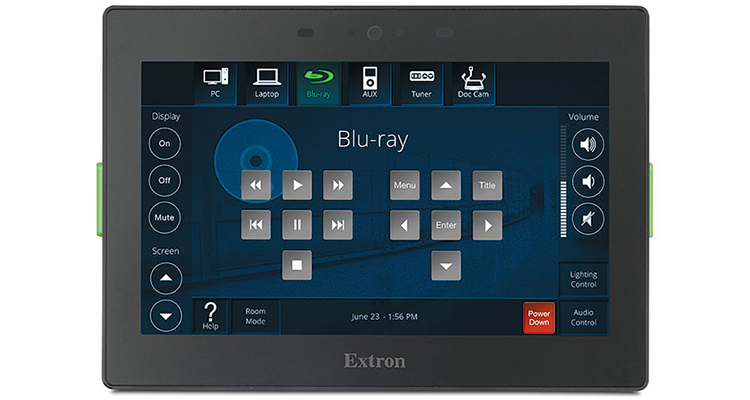 PC
Laptop
Blu-ray
AUX
Tuner
Doc Cam
Display
On
Off
Mute
Screen
Blu-ray
Menu
Title
Enter
Volume
Lighting
Control
?
Help
Room
Mode
June 23 - 1:56 PM
Power
Down
Audio
Control
Extron